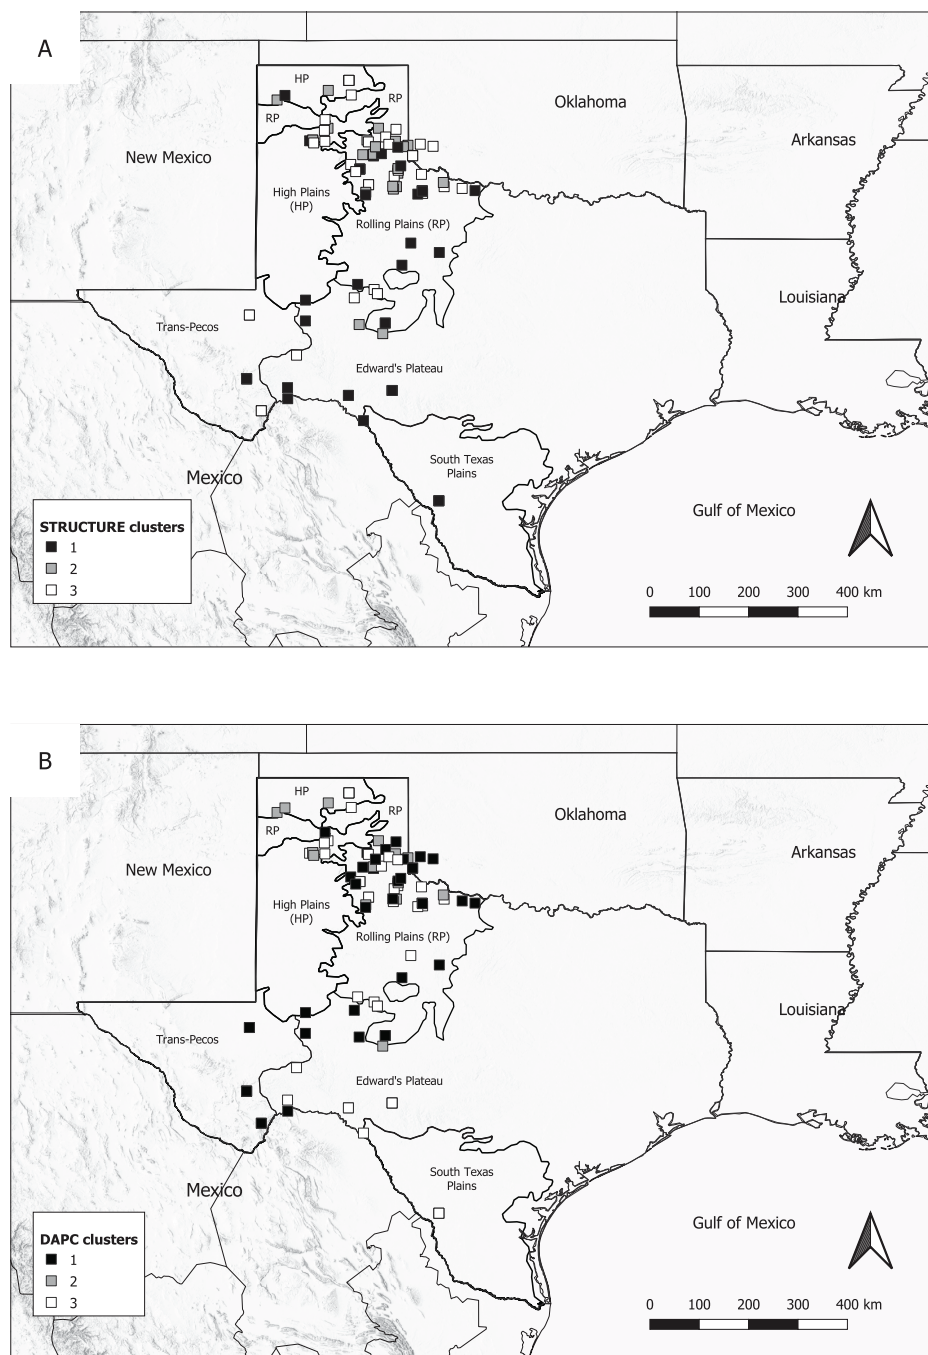 A
HP
RP
Oklahoma
RP
Arkansas
New Mexico
High Plains
(HP)
Rolling Plains (RP)
Louisiana
Trans-Pecos
Edward's Plateau
South Texas
Plains
Mexico
Gulf of Mexico
STRUCTURE clusters
1
2
3
0 100 200 300 400 km
B
HP
RP
Oklahoma
RP
Arkansas
New Mexico
High Plains
(HP)
Rolling Plains (RP)
Louisiana
Trans-Pecos
Edward's Plateau
South Texas
Plains
Mexico
Gulf of Mexico
DAPC clusters
1
2
3
0 100 200 300 400 km